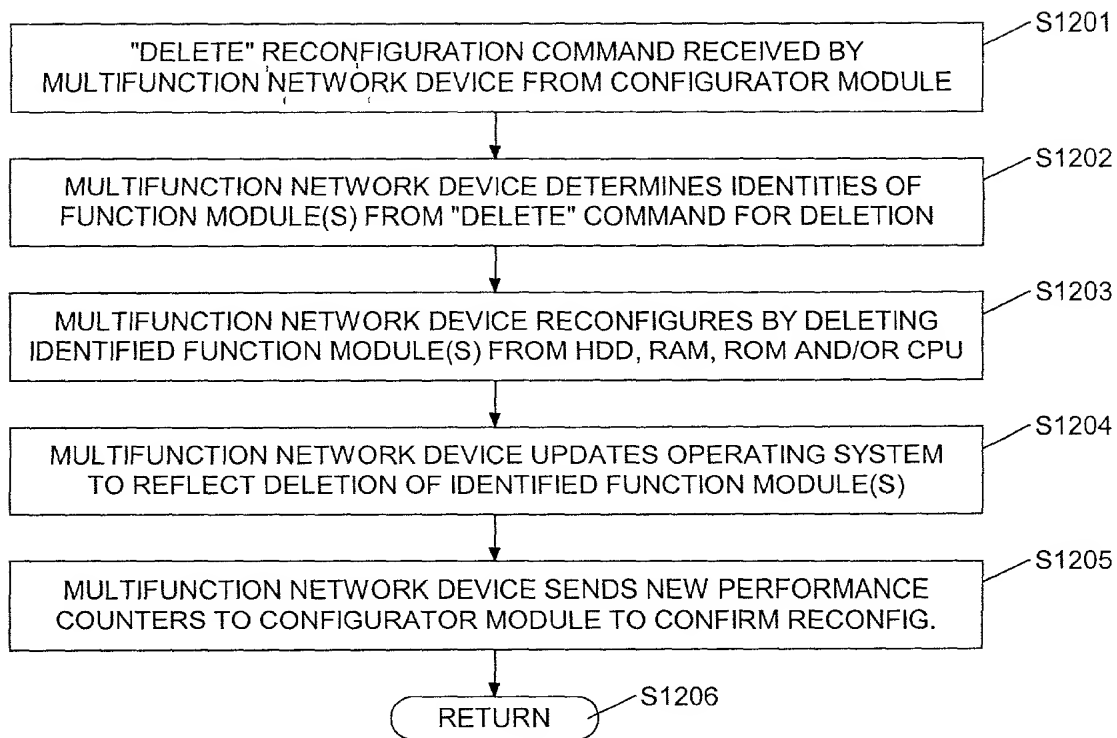 S1201
"DELETE" RECONFIGURATION COMMAND RECEIVED BY
MULTIFUNCTION NETWORK DEVICE FROM CONFIGURATOR MODULE
S1202
MULTIFUNCTION NETWORK DEVICE DETERMINES IDENTITIES OF
FUNCTION MODULE(S) FROM "DELETE" COMMAND FOR DELETION
S1203
MULTIFUNCTION NETWORK DEVICE RECONFIGURES BY DELETING
IDENTIFIED FUNCTION MODULE(S) FROM HDD, RAM, ROM AND/OR CPU
S1204
MULTIFUNCTION NETWORK DEVICE UPDATES OPERATING SYSTEM
TO REFLECT DELETION OF IDENTIFIED FUNCTION MODULE(S)
S1205
MULTIFUNCTION NETWORK DEVICE SENDS NEW PERFORMANCE
COUNTERS TO CONFIGURATOR MODULE TO CONFIRM RECONFIG.
S1206
RETURN